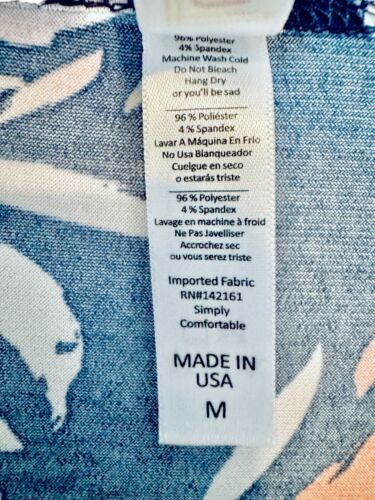 96% Polyester
4% Spandex
Machine Wash Cold
Do Not Bleach
Hang Dry
or you'll be sad
96 % Poliéster
4 % Spandex
Lavar A Máquina En Frío
No Usa Blanqueador
Cuelgue en seco
o estarás triste
96 % Polyester
4 % Spandex
Lavage en machine à froid
Ne Pas Javelliser
Accrochez sec
ou vous serez triste
Imported Fabric
RN#142161
Simply
Comfortable
MADE IN
USA
M